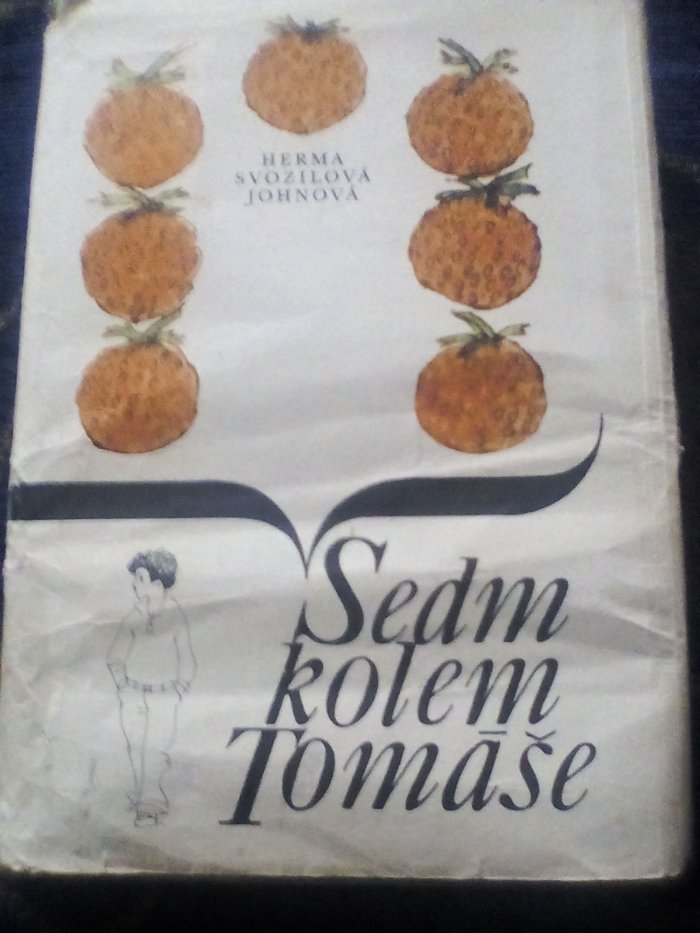 HERMA
SVOZILOVÁ
JOHNOVÁ
Sedm
kolem
Tomáše